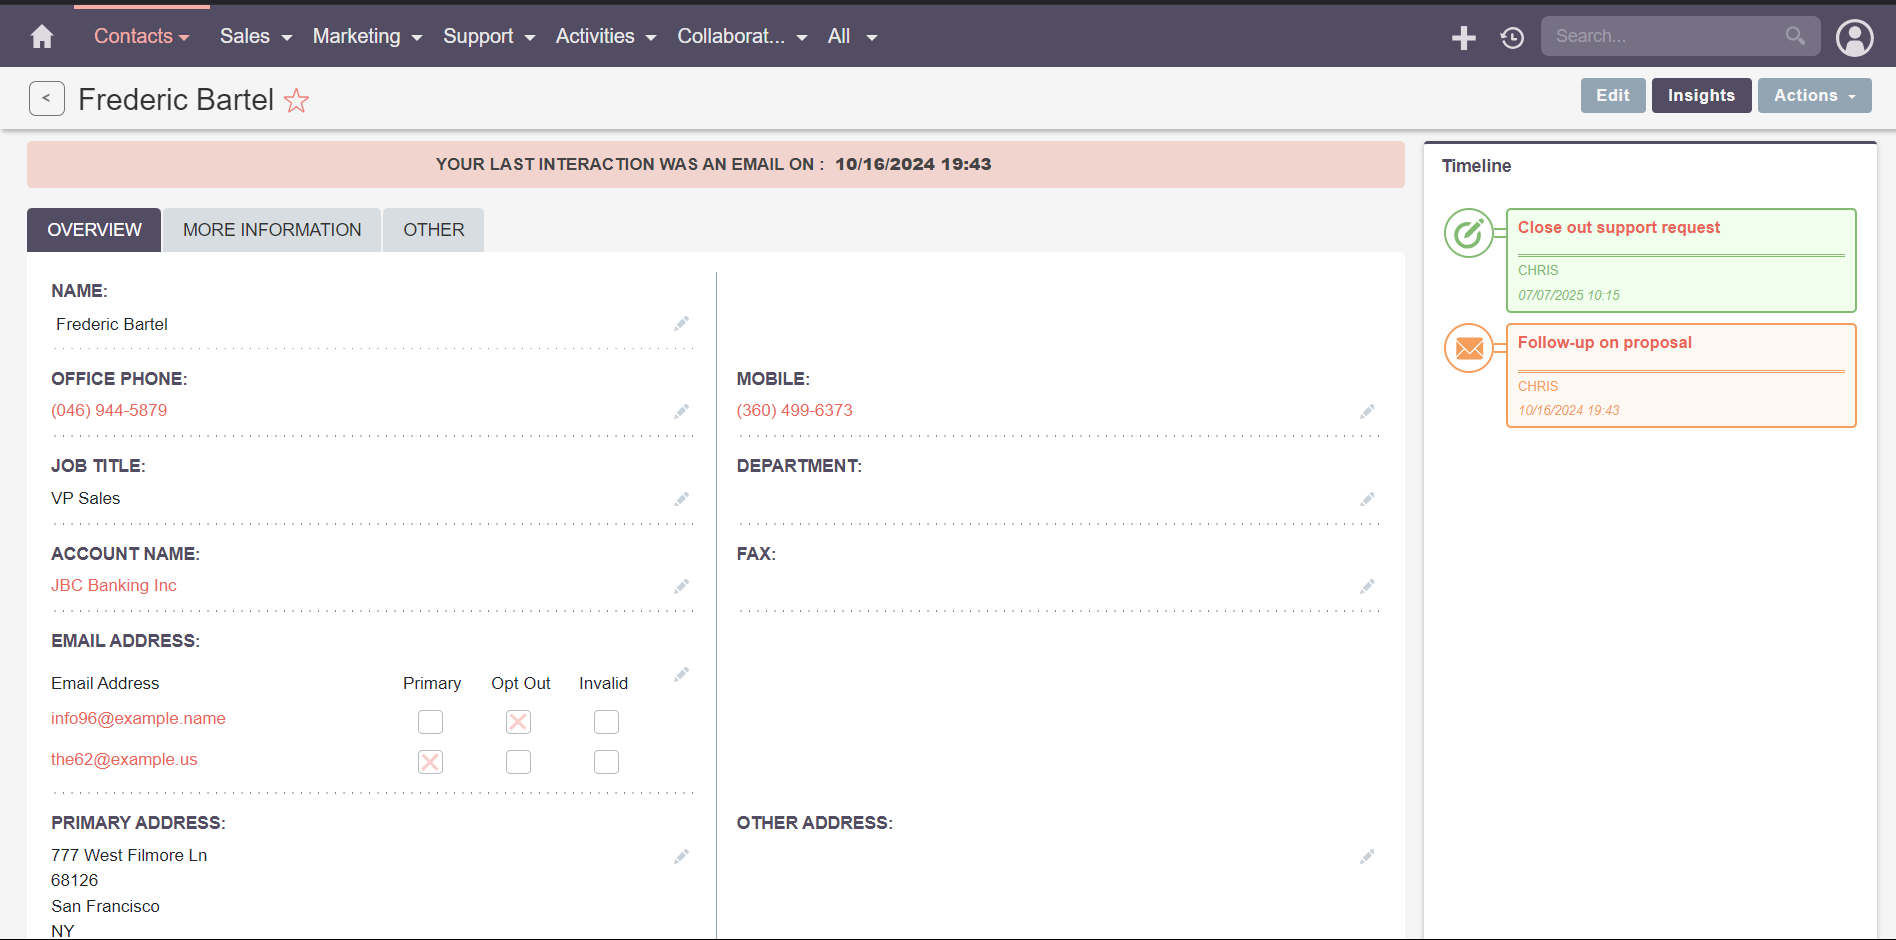 Contacts Sales Marketing Support Activities Collaborat... All Search...
< Frederic Bartel Edit Insights Actions
YOUR LAST INTERACTION WAS AN EMAIL ON : 10/16/2024 19:43
OVERVIEW MORE INFORMATION OTHER
NAME:
Frederic Bartel
OFFICE PHONE:
(046) 944-5879
MOBILE:
(360) 499-6373
JOB TITLE:
VP Sales
DEPARTMENT:
ACCOUNT NAME:
JBC Banking Inc
FAX:
EMAIL ADDRESS:
Email Address Primary Opt Out Invalid
info96@example.name
the62@example.us
PRIMARY ADDRESS:
777 West Filmore Ln
68126
San Francisco
NY
OTHER ADDRESS:
Timeline
Close out support request
CHRIS
07/07/2025 10:15
Follow-up on proposal
CHRIS
10/16/2024 19:43